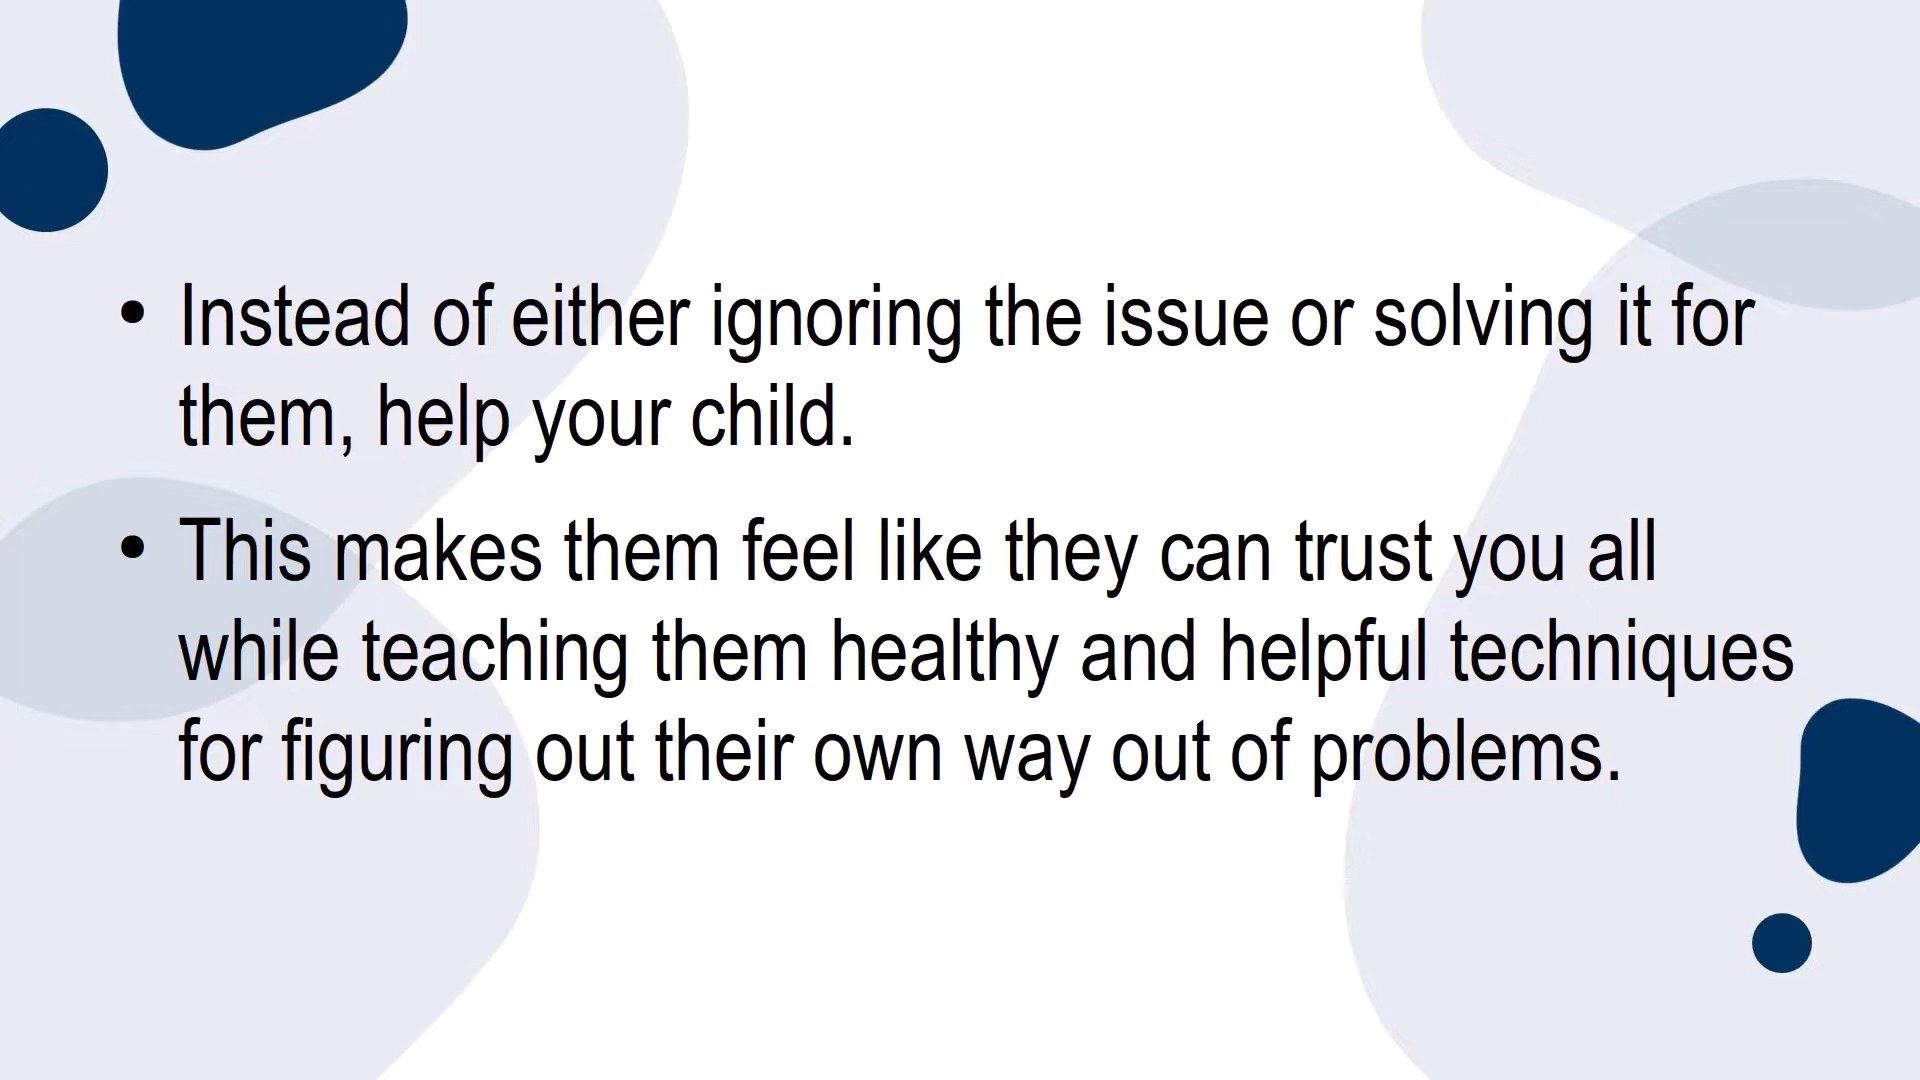 • Instead of either ignoring the issue or solving it for
them, help your child.
• This makes them feel like they can trust you all
while teaching them healthy and helpful techniques
for figuring out their own way out of problems.